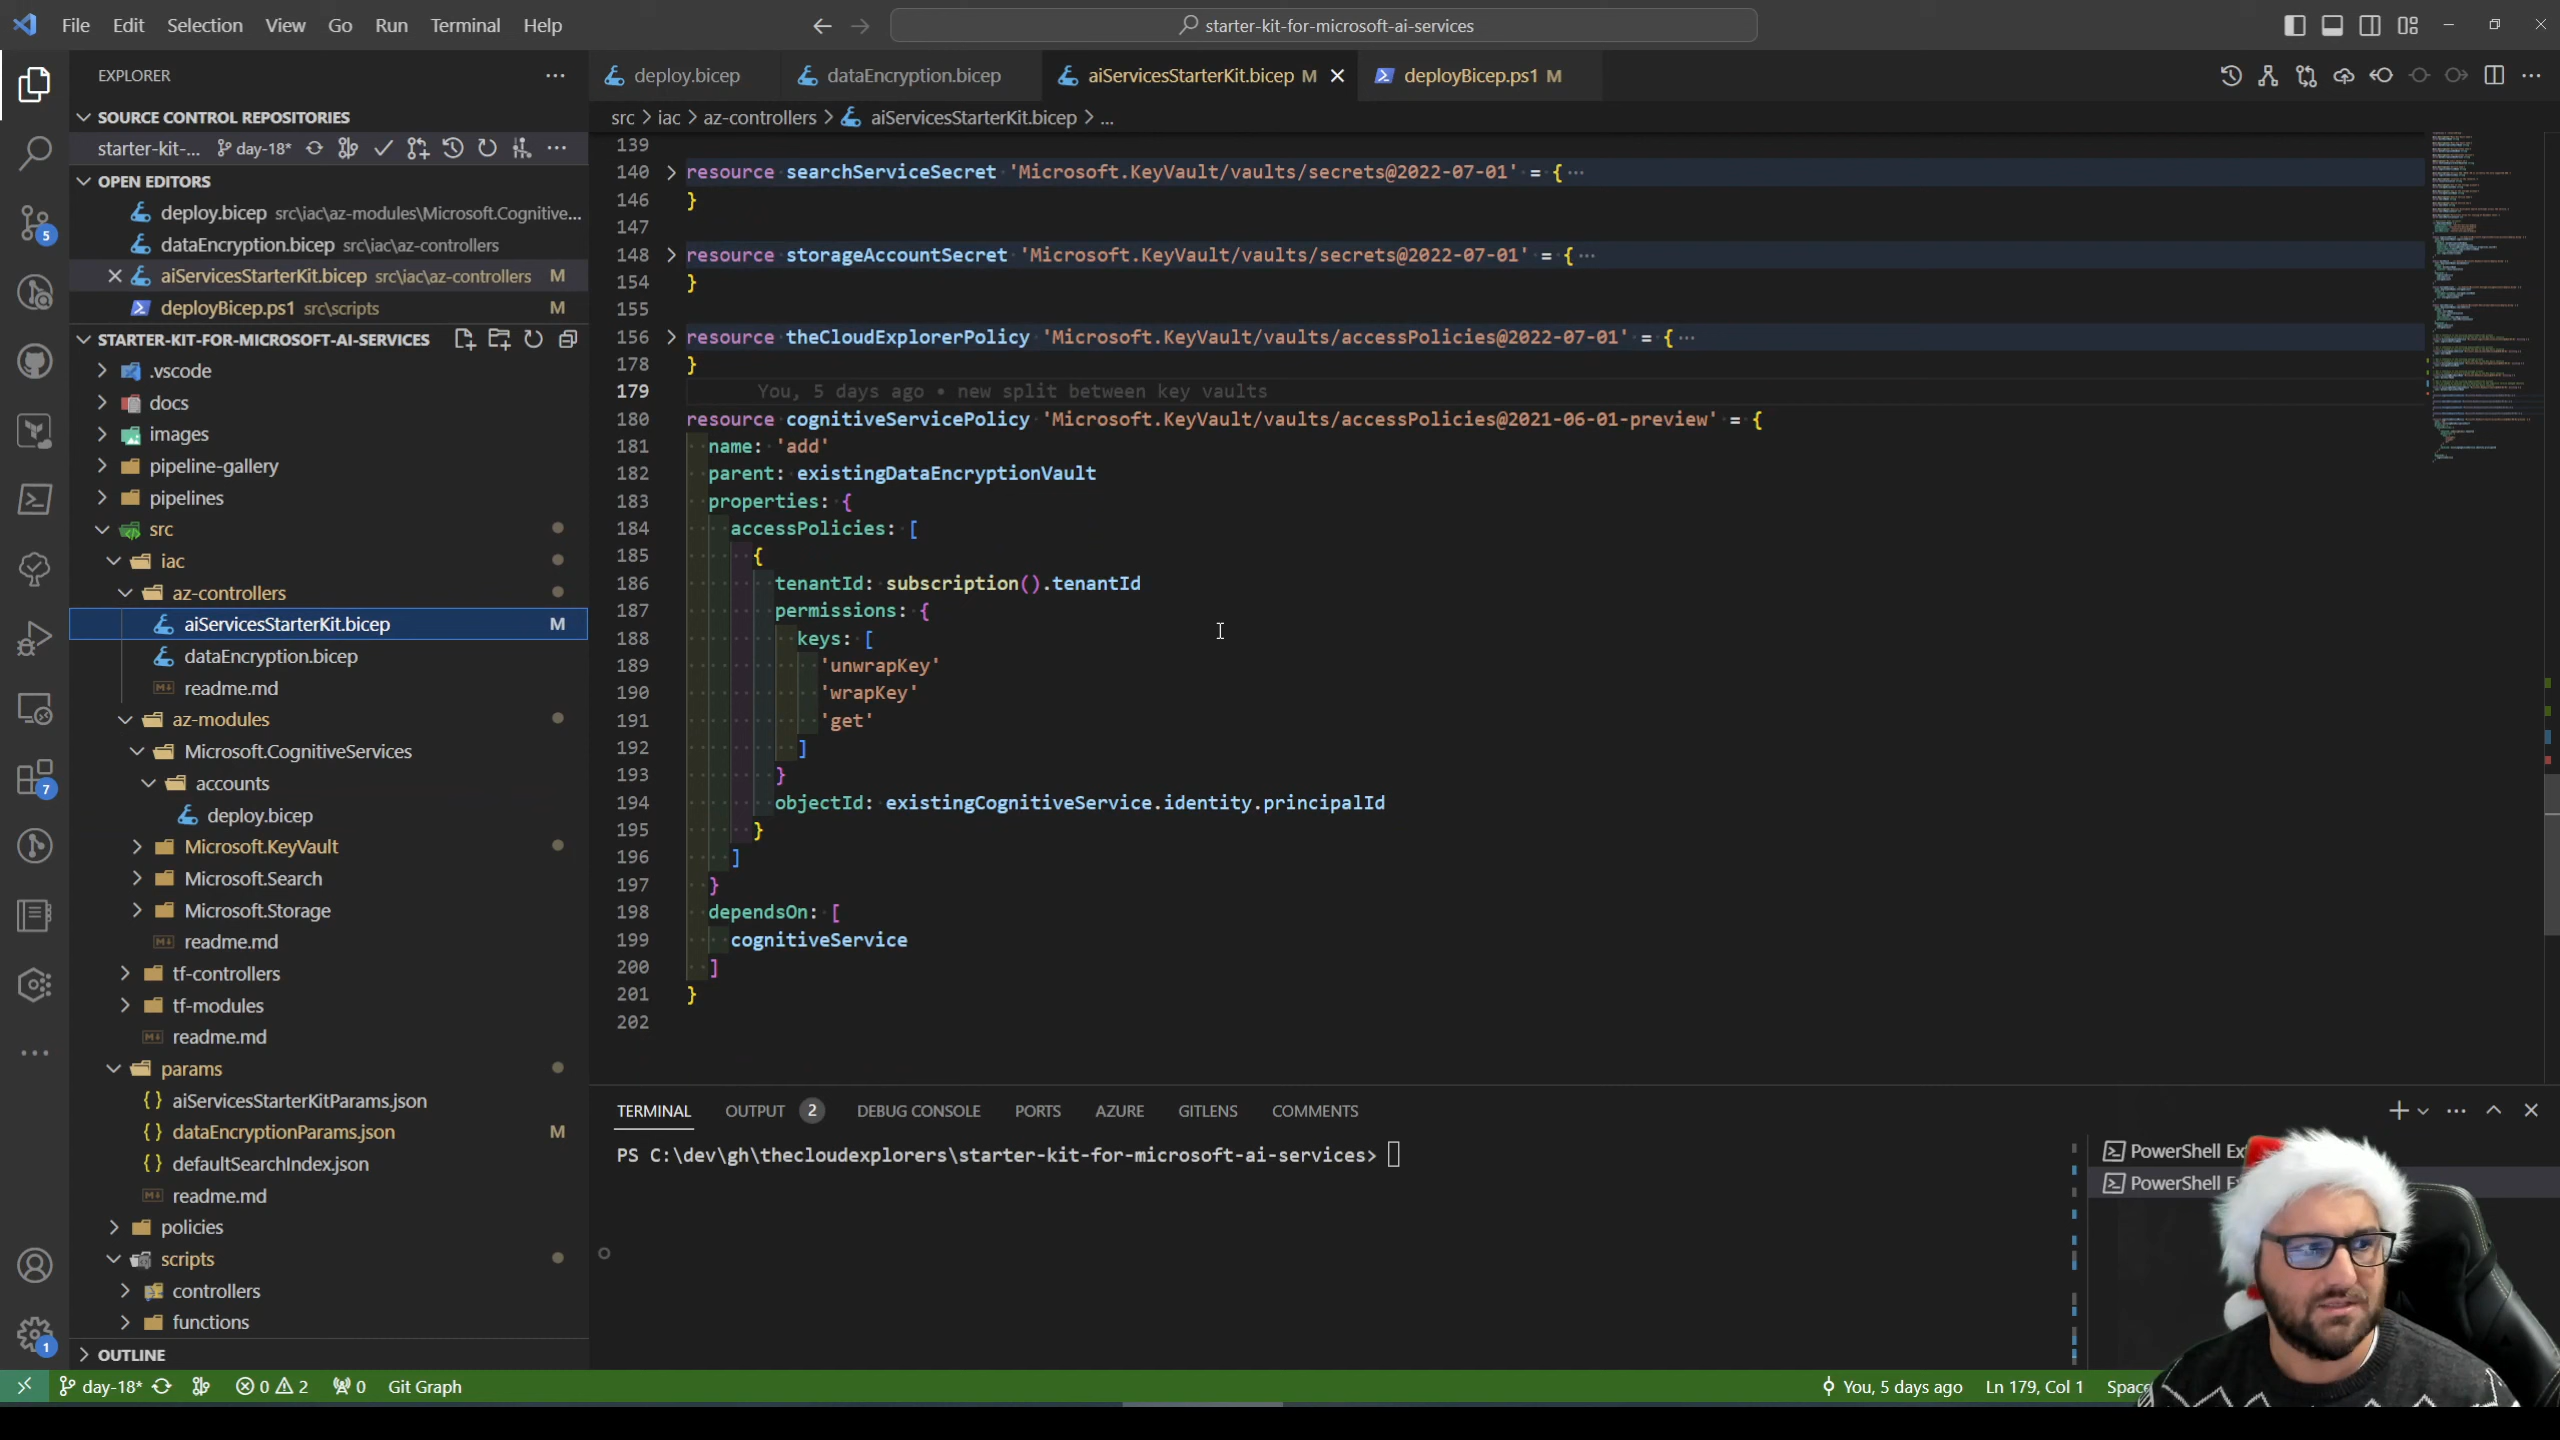 File Edit Selection View Go Run Terminal Help
starter-kit-for-microsoft-ai-services
EXPLORER
SOURCE CONTROL REPOSITORIES
starter-kit-... day-18*
OPEN EDITORS
deploy.bicep src\iac\az-modules\Microsoft.Cognitive...
dataEncryption.bicep src\iac\az-controllers
aiServicesStarterKit.bicep src\iac\az-controllers M
deployBicep.ps1 src\scripts M
STARTER-KIT-FOR-MICROSOFT-AI-SERVICES
.vscode
docs
images
pipeline-gallery
pipelines
src
iac
az-controllers
aiServicesStarterKit.bicep M
dataEncryption.bicep
readme.md
az-modules
Microsoft.CognitiveServices
accounts
deploy.bicep
Microsoft.KeyVault
Microsoft.Search
Microsoft.Storage
readme.md
tf-controllers
tf-modules
readme.md
params
aiServicesStarterKitParams.json
dataEncryptionParams.json M
defaultSearchIndex.json
readme.md
policies
scripts
controllers
functions
OUTLINE
5
7
1
deploy.bicep dataEncryption.bicep aiServicesStarterKit.bicep M deployBicep.ps1 M
src > iac > az-controllers > aiServicesStarterKit.bicep > ...
139
140 resource searchServiceSecret 'Microsoft.KeyVault/vaults/secrets@2022-07-01' = {...
146 }
147
148 resource storageAccountSecret 'Microsoft.KeyVault/vaults/secrets@2022-07-01' = {...
154 }
155
156 resource theCloudExplorerPolicy 'Microsoft.KeyVault/vaults/accessPolicies@2022-07-01' = {...
178 }
179 You, 5 days ago • new split between key vaults
180 resource cognitiveServicePolicy 'Microsoft.KeyVault/vaults/accessPolicies@2021-06-01-preview' = {
181 name: 'add'
182 parent: existingDataEncryptionVault
183 properties: {
184 accessPolicies: [
185 {
186 tenantId: subscription().tenantId
187 permissions: {
188 keys: [
189 'unwrapKey'
190 'wrapKey'
191 'get'
192 ]
193 }
194 objectId: existingCognitiveService.identity.principalId
195 }
196 ]
197 }
198 dependsOn: [
199 cognitiveService
200 ]
201 }
202
TERMINAL OUTPUT 2 DEBUG CONSOLE PORTS AZURE GITLENS COMMENTS
PS C:\dev\gh\thecloudexplorers\starter-kit-for-microsoft-ai-services>
PowerShell
PowerShell
day-18* 0 2 0 Git Graph
You, 5 days ago Ln 179, Col 1